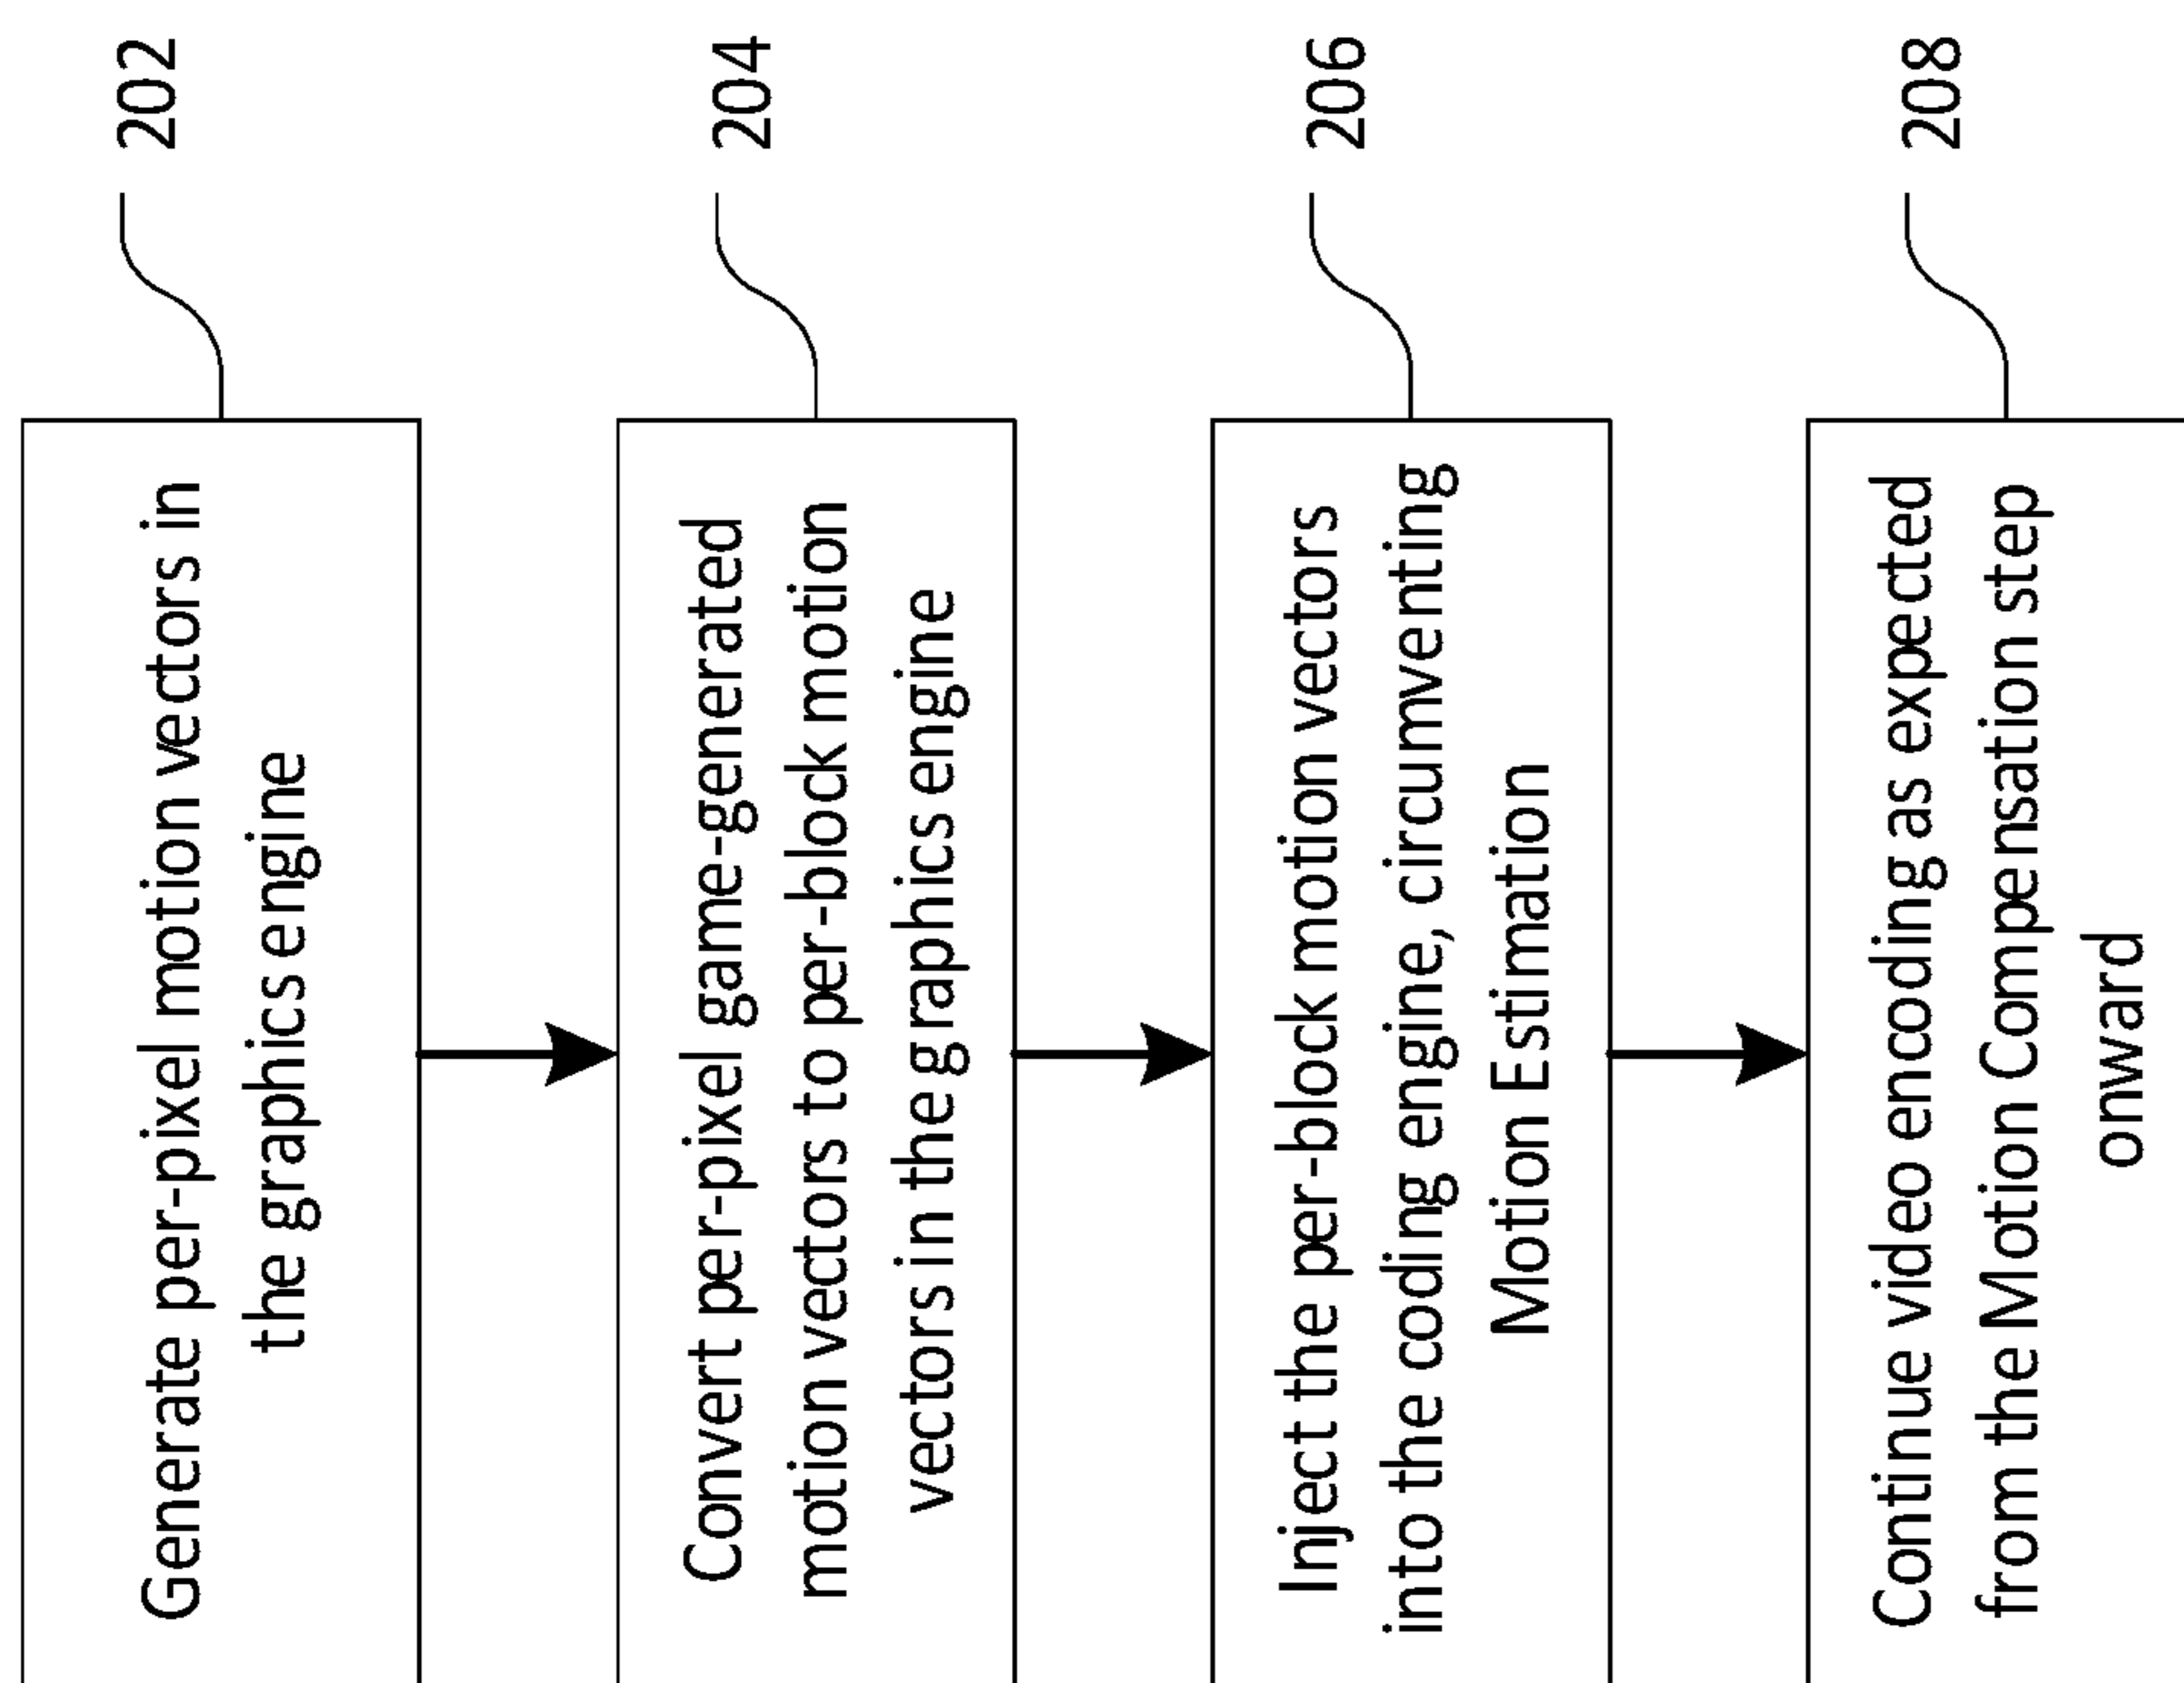 Generate per-pixel motion vectors in
the graphics engine
202
Convert per-pixel game-generated
motion vectors to per-block motion
vectors in the graphics engine
204
Inject the per-block motion vectors
into the coding engine, circumventing
Motion Estimation
206
Continue video encoding as expected
from the Motion Compensation step
onward
208